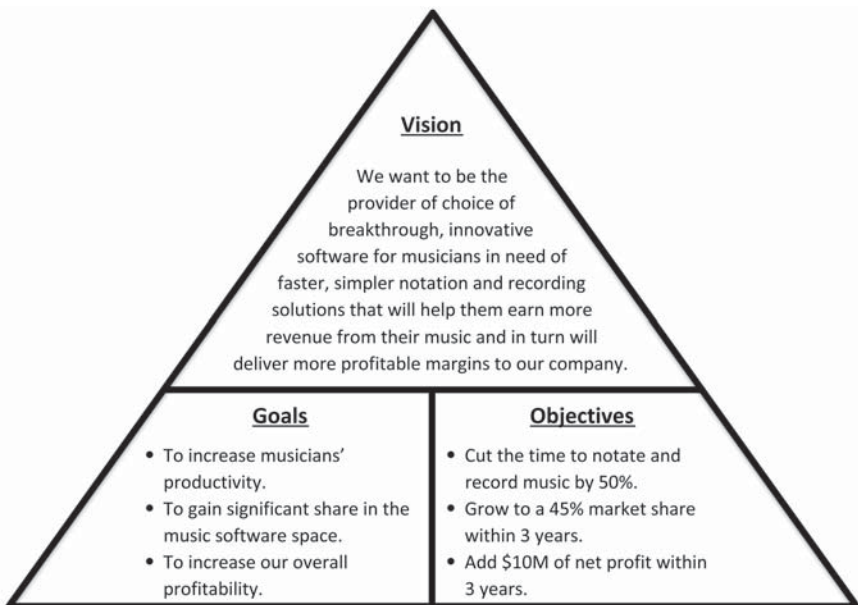 Vision
We want to be the
provider of choice of
breakthrough, innovative
software for musicians in need of
faster, simpler notation and recording
solutions that will help them earn more
revenue from their music and in turn will
deliver more profitable margins to our company.
Goals
• To increase musicians’
productivity.
• To gain significant share in the
music software space.
• To increase our overall
profitability.
Objectives
• Cut the time to notate and
record music by 50%.
• Grow to a 45% market share
within 3 years.
• Add $10M of net profit within
3 years.